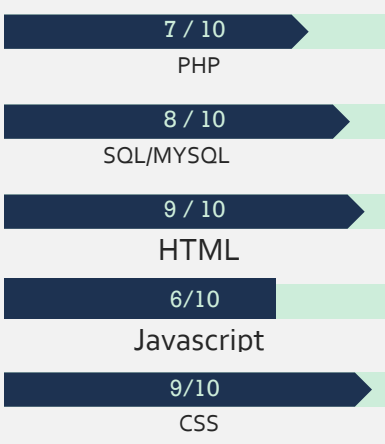 7 / 10
PHP
8 / 10
SQL/MYSQL
9 / 10
HTML
6/10
Javascript
9/10
CSS